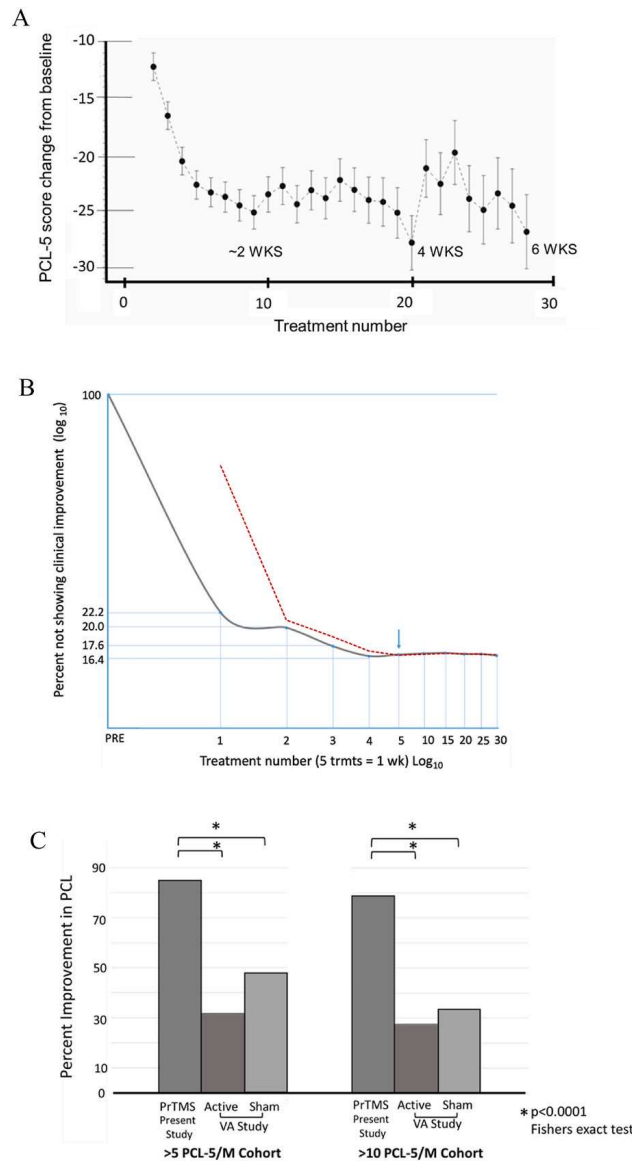 A
PCL-5 score change from baseline
-10
-15
-20
-25
-30
~2 WKS
4 WKS
6 WKS
0
10
20
30
Treatment number
B
Percent not showing clinical improvement (log 10)
100
22.2
20.0
17.6
16.4
PRE
1
2
3
4
5
10
15
20
25
30
Treatment number (5 trmts = 1 wk) Log10
C
Percent Improvement in PCL
90
70
50
30
10
0
*
*
*
*
PrTMS Active Sham
Present
Study
VA Study
>5 PCL-5/M Cohort
PrTMS Active Sham
Present
Study
VA Study
>10 PCL-5/M Cohort
* p<0.0001
Fishers exact test